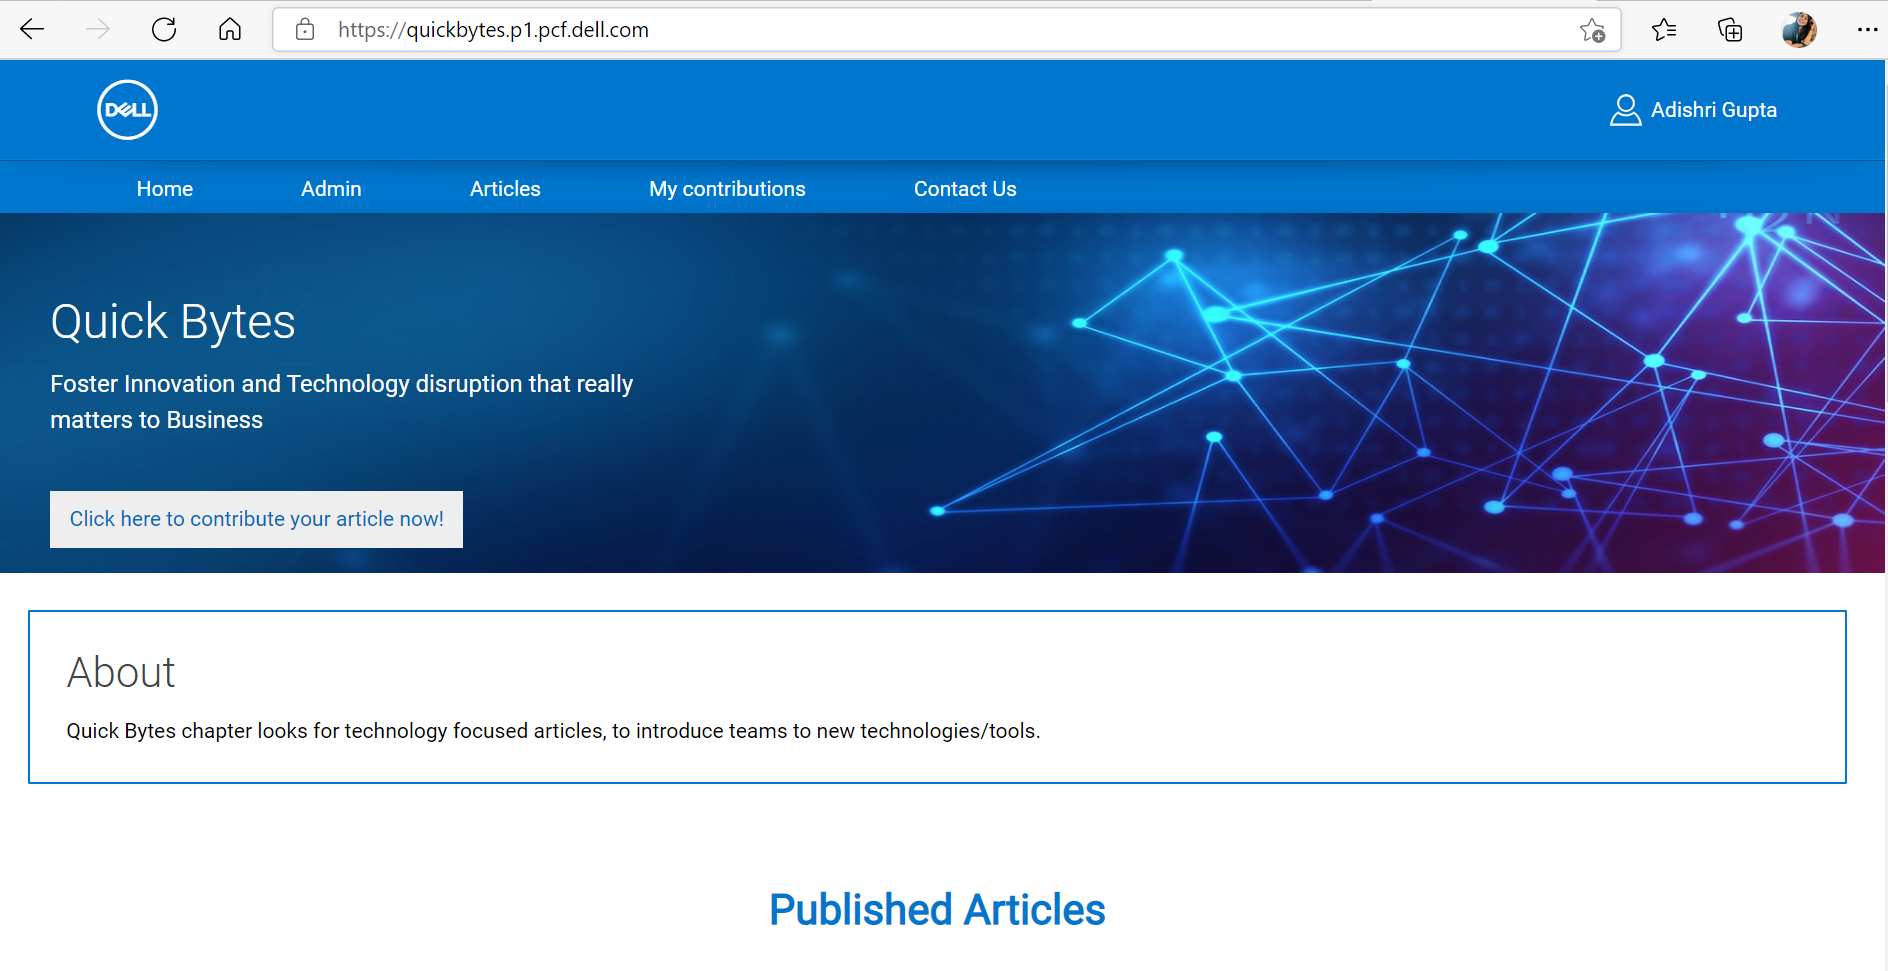 https://quickbytes.p1.pcf.dell.com
DELL
Adishri Gupta
Home Admin Articles My contributions Contact Us
Quick Bytes
Foster Innovation and Technology disruption that really
matters to Business
Click here to contribute your article now!
About
Quick Bytes chapter looks for technology focused articles, to introduce teams to new technologies/tools.
Published Articles